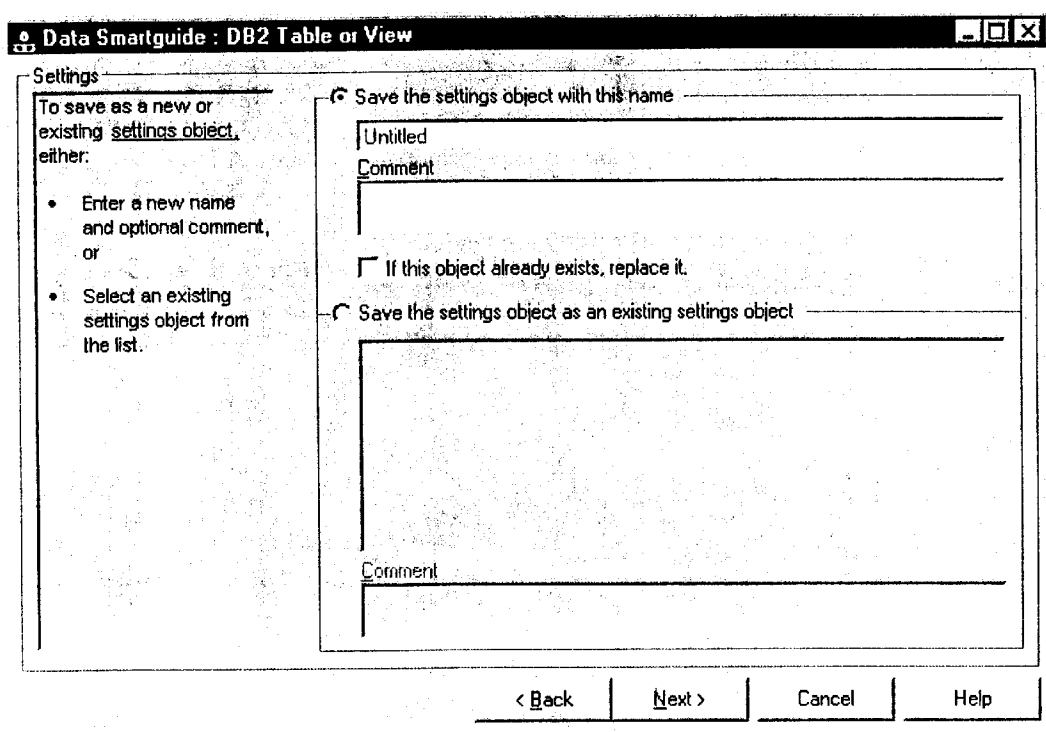 Data Smartguide : DB2 Table or View
Settings
To save as a new or
existing settings object,
either:
• Enter a new name
and optional comment,
or
• Select an existing
settings object from
the list.
Save the settings object with this name
Untitled
Comment
If this object already exists, replace it.
Save the settings object as an existing settings object
Comment
< Back
Next >
Cancel
Help